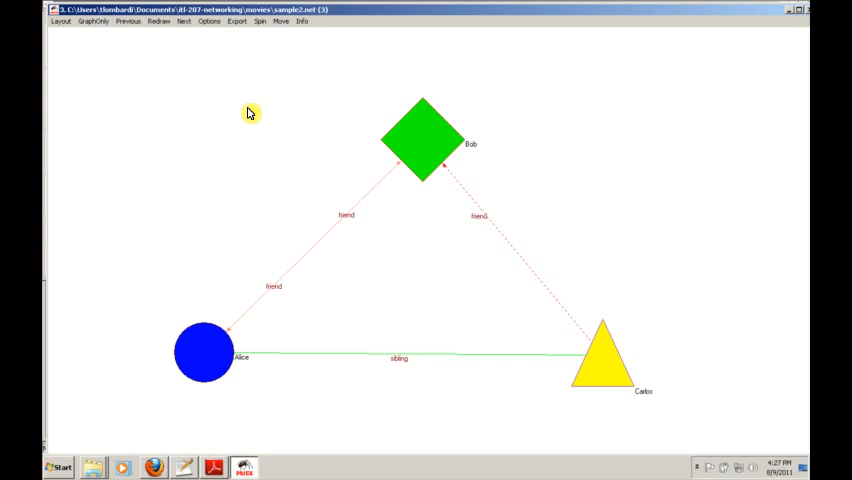 3. C:\Users\tlombardi\Documents\itl-207-networking\movies\sample2.net (3)
Layout GraphOnly Previous Redraw Next Options Export Spin Move Info
Bob
friend
friend
friend
Alice
sibling
Carlos
Start
PAJEK
4:27 PM
8/9/2011